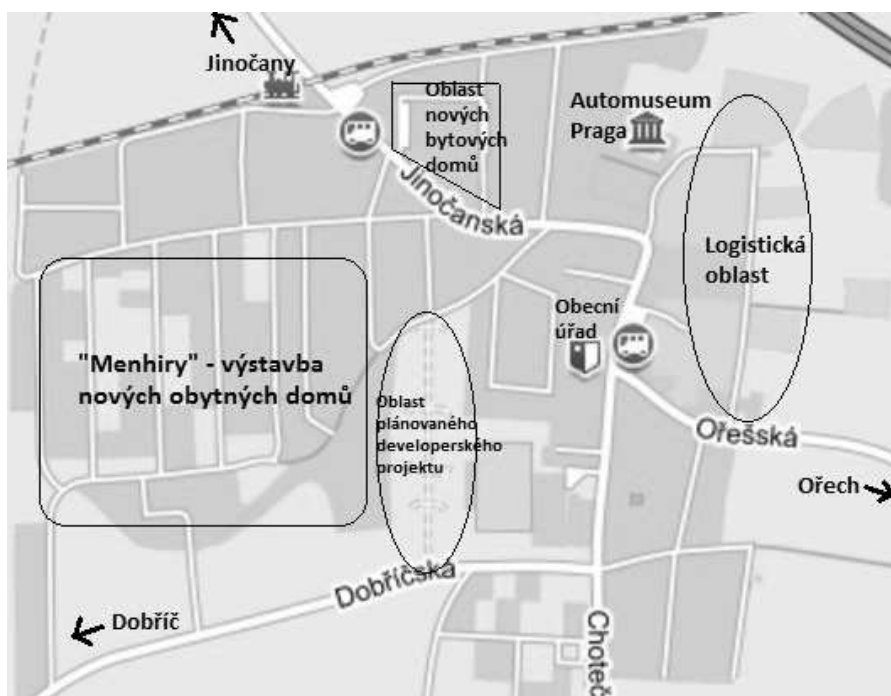 Jinočany
Oblast
nových
bytových
domů
Automuseum
Praga
Jinočanská
Logistická
oblast
Obecní
úřad
"Menhiry" - výstavba
nových obytných domů
Oblast
plánovaného
developerského
projektu
Ořešská
Ořech
Dobříčská
Dobříč
Choteč